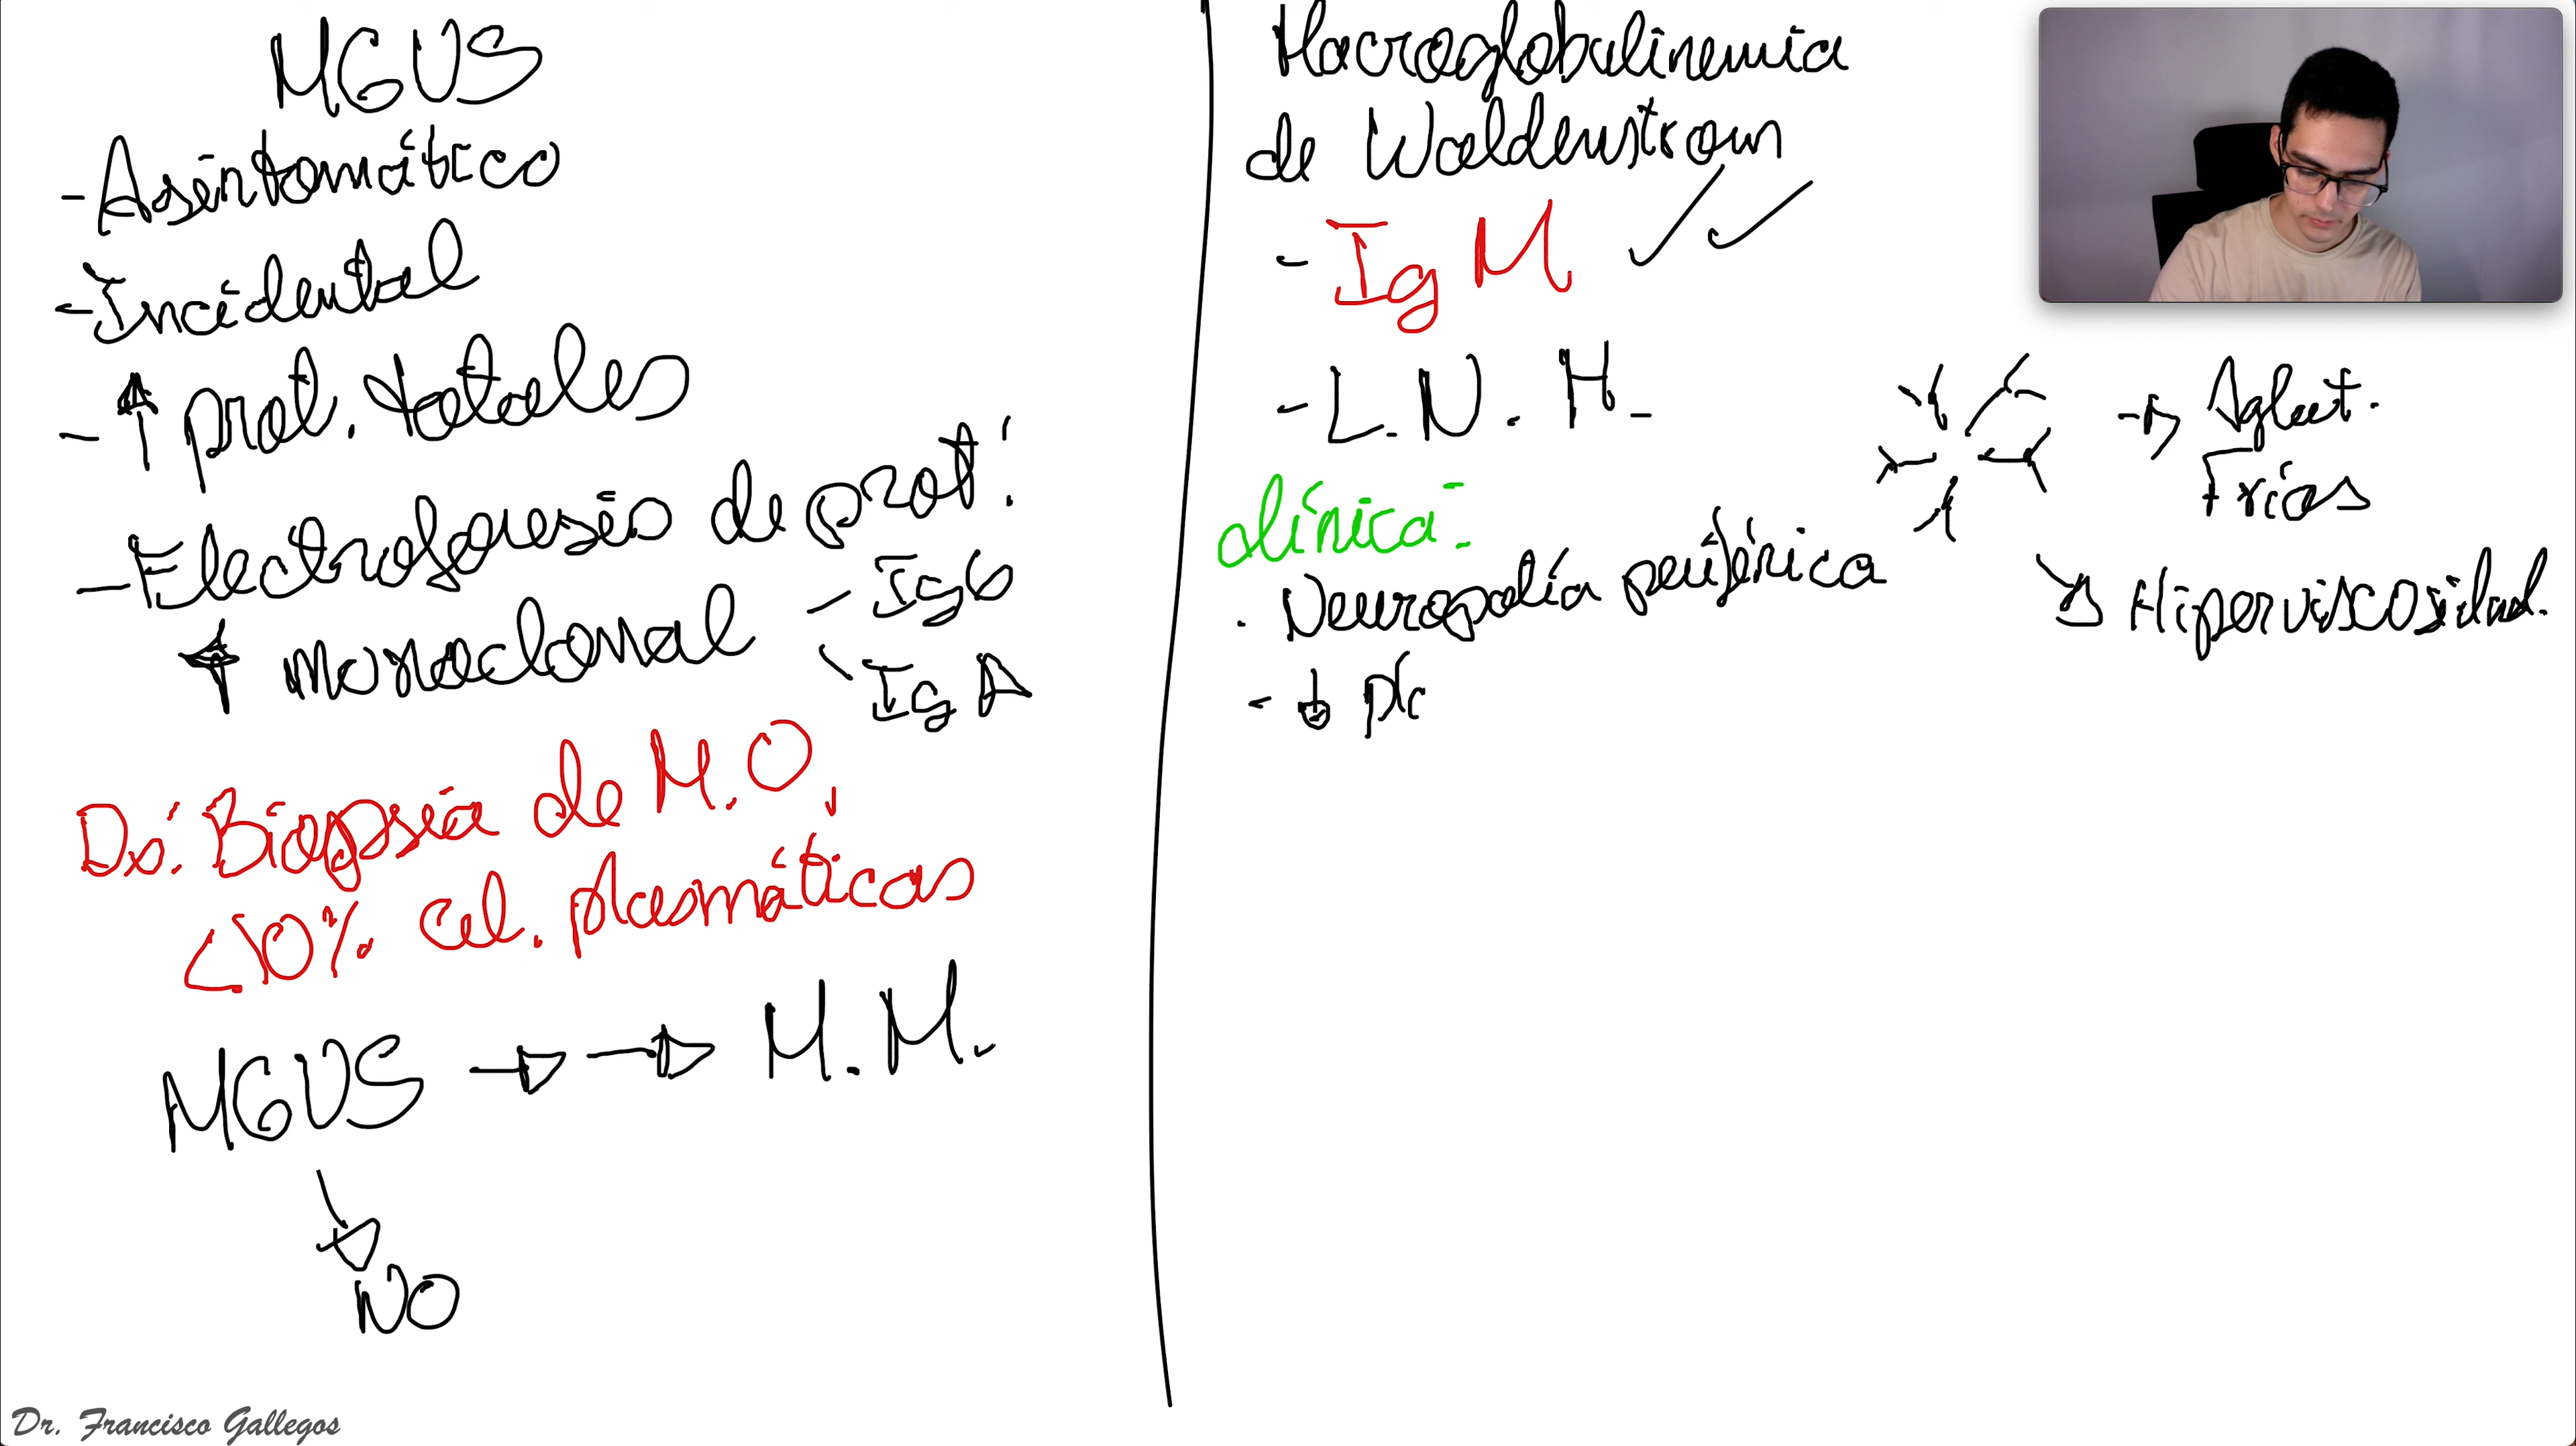 MGUS
- Asintomático
- Incidental
- ↑ prot. totales
- Electroforesis de prot:
↑ monoclonal - IgG
IgA
Dx: Biopsia de M.O.
<10% Cel. plasmáticas
MGUS → → M.M.
NO
Macroglobulinemia
de Waldenstrom
- IgM ✓✓
- L.N.H.
→ Aglut.
Frías
Clínica:
. Neuropatía periférica
Hiperviscosidad.
- ↓ pla
Dr. Francisco Gallegos